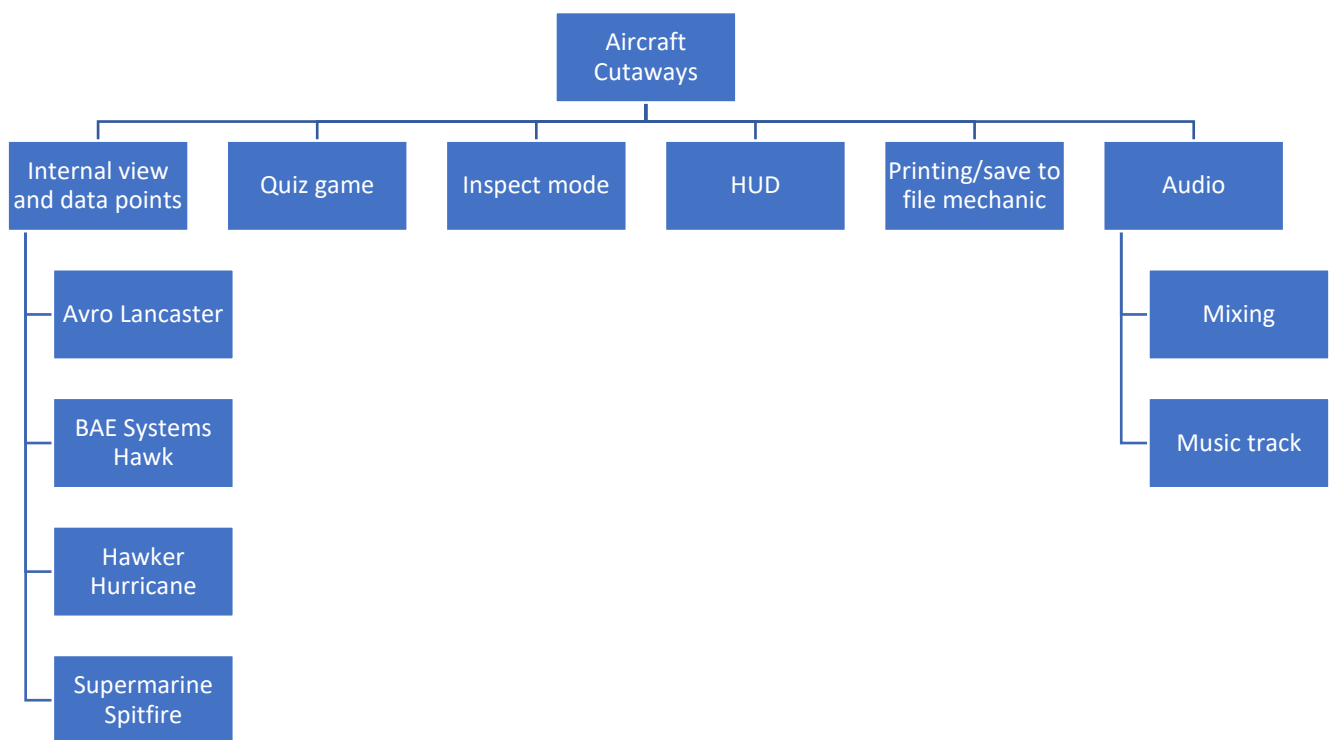 Aircraft
Cutaways
Internal view
and data points
Quiz game
Inspect mode
HUD
Printing/save to
file mechanic
Audio
Avro Lancaster
BAE Systems
Hawk
Hawker
Hurricane
Supermarine
Spitfire
Mixing
Music track